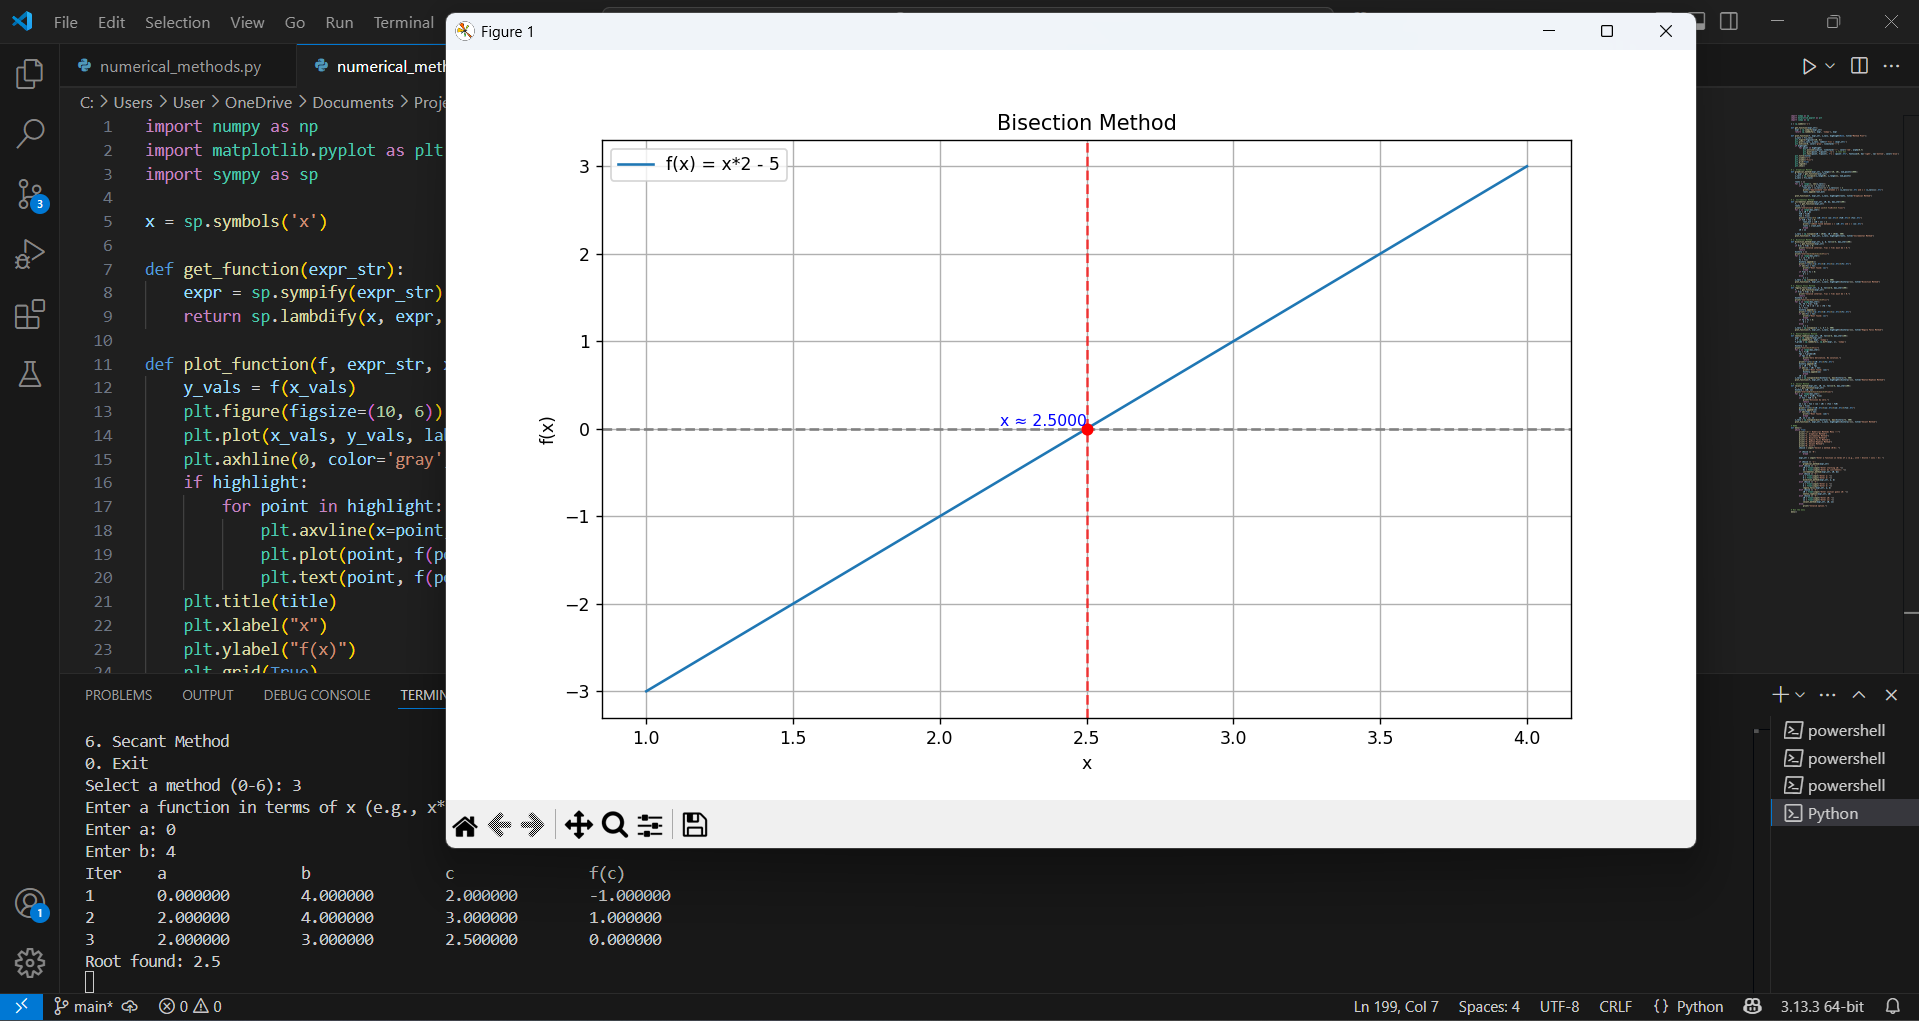 File Edit Selection View Go Run Terminal
Figure 1
numerical_methods.py
C: > Users > User > OneDrive > Documents >
1 import numpy as np
2 import matplotlib.pyplot as plt
3 import sympy as sp
4
5 x = sp.symbols('x')
6
7 def get_function(expr_str):
8 expr = sp.sympify(expr_str)
9 return sp.lambdify(x, expr,
10
11 def plot_function(f, expr_str,
12 y_vals = f(x_vals)
13 plt.figure(figsize=(10, 6))
14 plt.plot(x_vals, y_vals,
15 plt.axhline(0, color='gray'
16 if highlight:
17 for point in highlight:
18 plt.axvline(x=point
19 plt.plot(point,
20 plt.text(point,
21 plt.title(title)
22 plt.xlabel("x")
23 plt.ylabel("f(x)")
24 plt.grid(True)
Bisection Method
f(x) = x*2 - 5
3
2
1
0
−1
−2
−3
f(x)
x ≈ 2.5000
1.0 1.5 2.0 2.5 3.0 3.5 4.0
x
PROBLEMS OUTPUT DEBUG CONSOLE
6. Secant Method
0. Exit
Select a method (0-6): 3
Enter a function in terms of x (e.g., x*
Enter a: 0
Enter b: 4
Iter a b c f(c)
1 0.000000 4.000000 2.000000 -1.000000
2 2.000000 4.000000 3.000000 1.000000
3 2.000000 3.000000 2.500000 0.000000
Root found: 2.5
powershell
powershell
powershell
Python
3
1
main* 0 0 Ln 199, Col 7 Spaces: 4 UTF-8 CRLF {} Python 3.13.3 64-bit